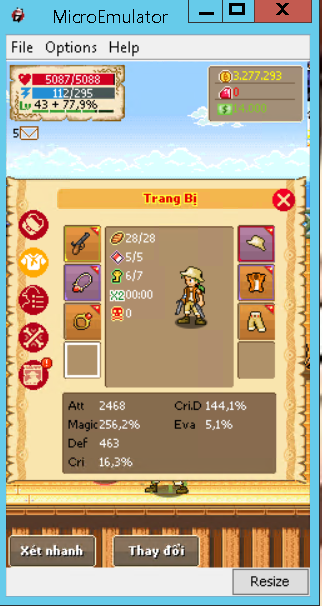 MicroEmulator
File Options Help
5087/5088
112/295
Lv 43 + 77,9%
3.277.293
0
14.000
5
Trang Bị
28/28
5/5
6/7
X2 00:00
0
Att 2468 Cri.D 144,1%
Magic 256,2% Eva 5,1%
Def 463
Cri 16,3%
Xét nhanh Thay đổi
Resize